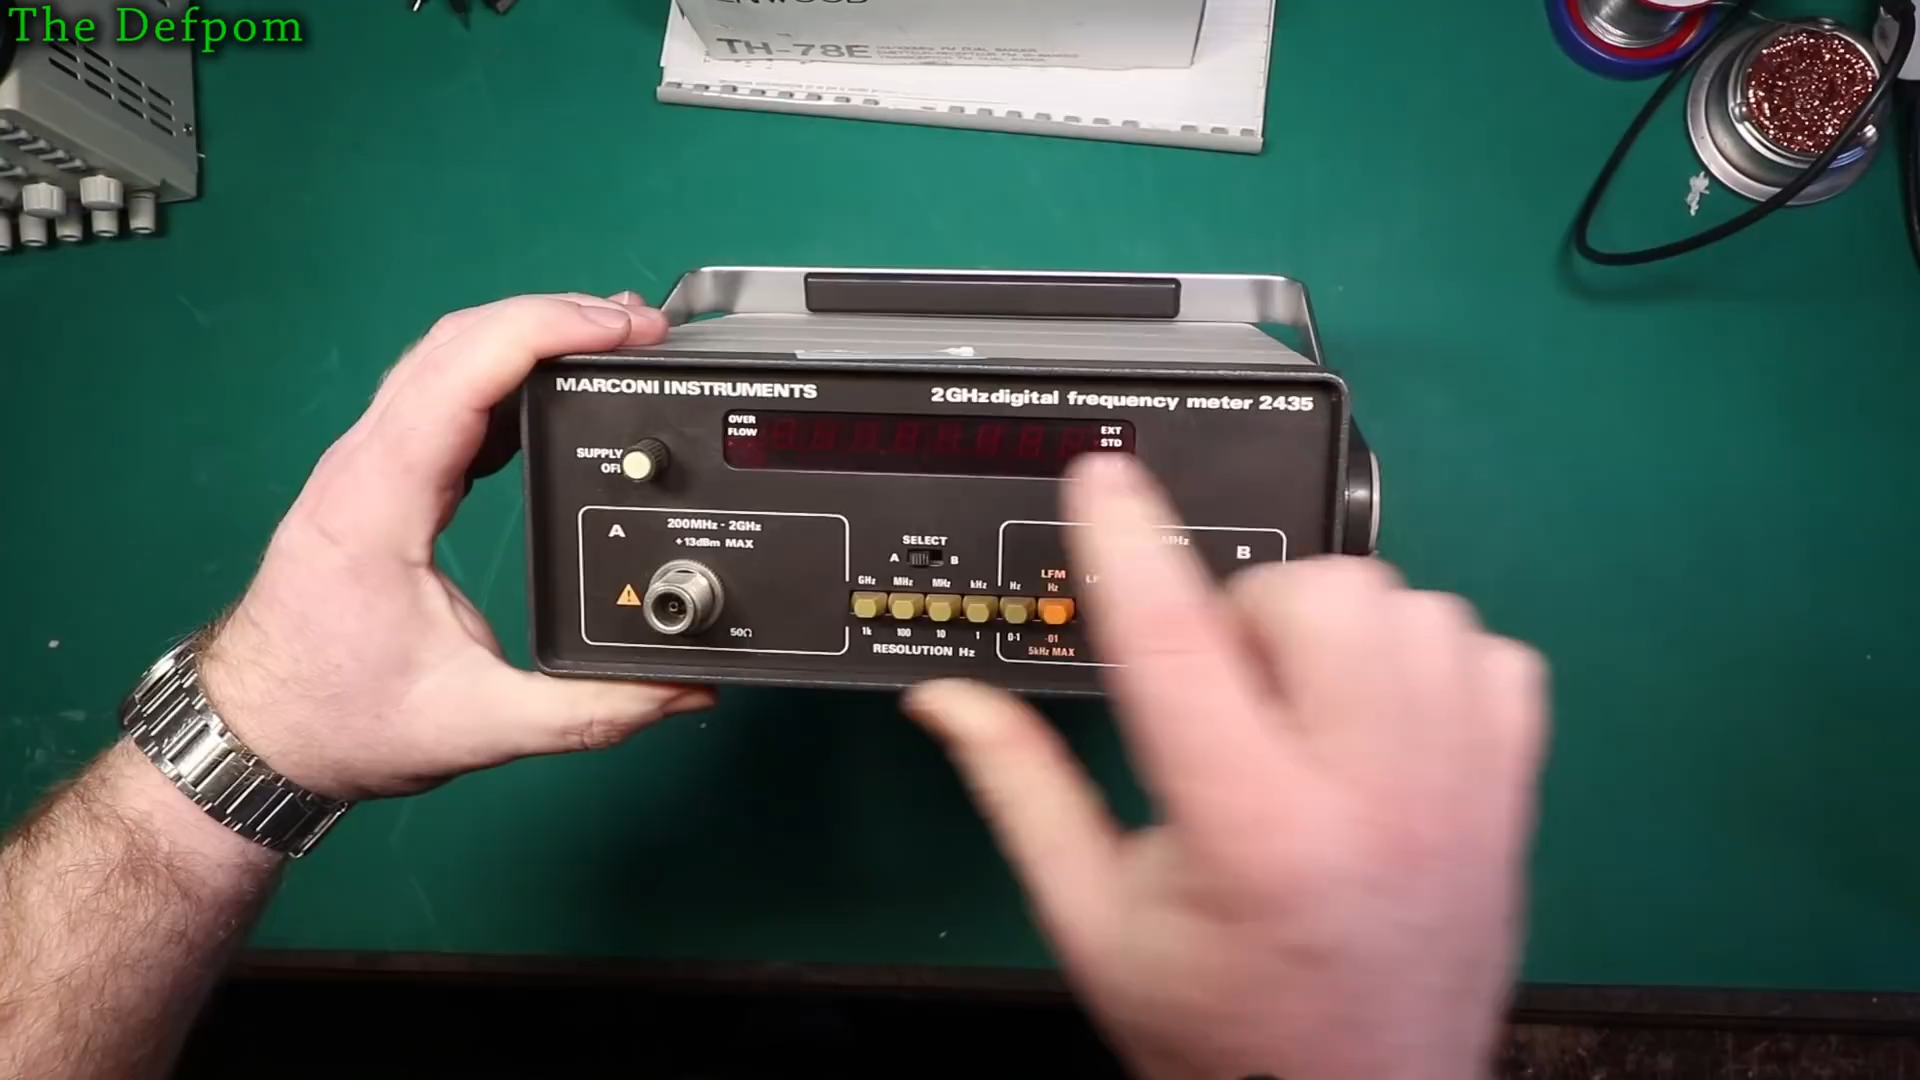 The Defpom
TH-78E
MARCONI INSTRUMENTS
2GHz digital frequency meter 2435
OVER
FLOW
EXT
STD
SUPPLY
A
200MHz - 2GHz
+13dBm MAX
50Ω
SELECT
A B
GHz MHz MHz kHz Hz
LFM
Hz
1k 100 10 1 0·1 ·01
RESOLUTION Hz
5kHz MAX
MHz
B